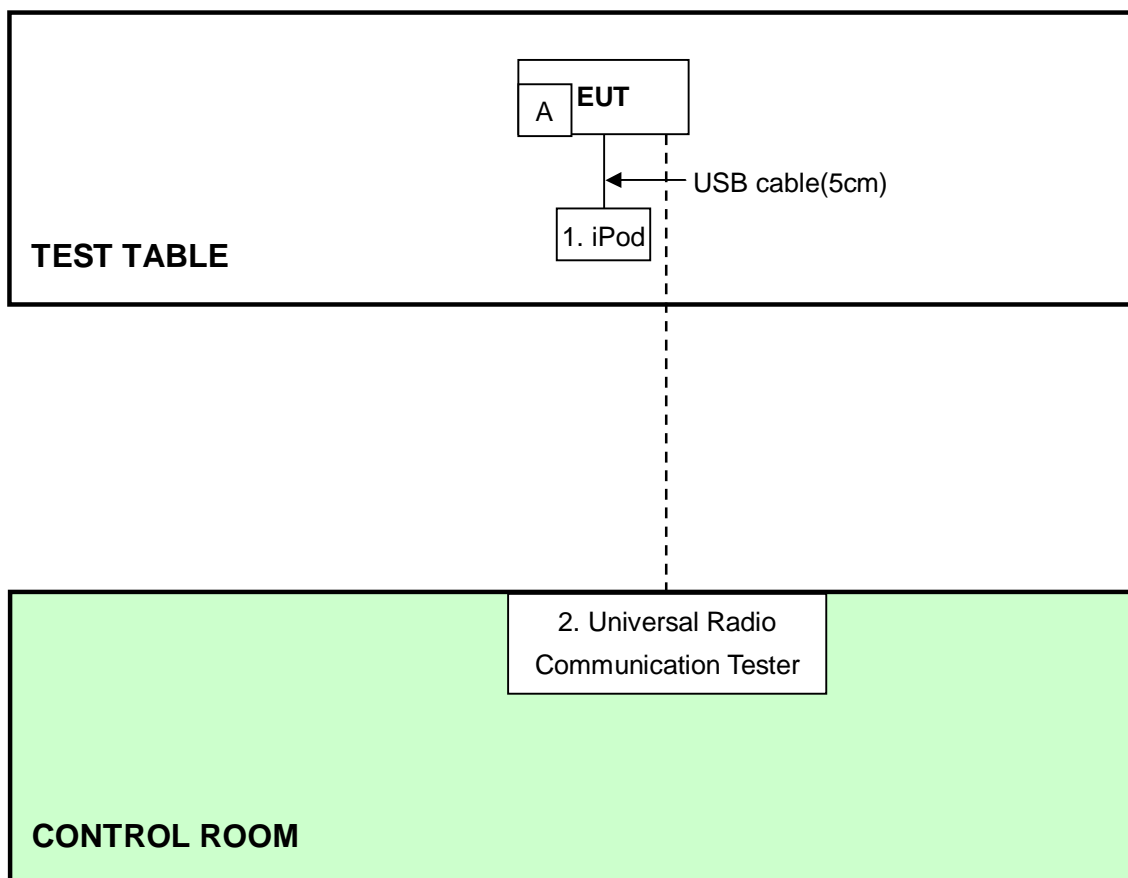 EUT
A
USB cable(5cm)
1. iPod
TEST TABLE
2. Universal Radio
Communication Tester
CONTROL ROOM